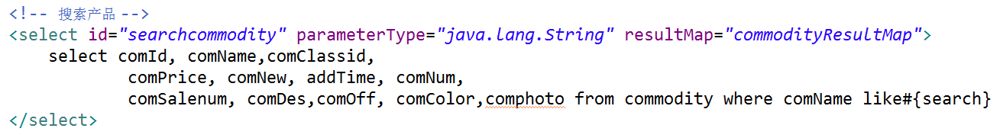 <!-- 搜索产品 -->
<select id="searchcommodity" parameterType="java.lang.String" resultMap="commodityResultMap">
select comId, comName,comClassid,
comPrice, comNew, addTime, comNum,
comSalenum, comDes,comOff, comColor,comphoto from commodity where comName like#{search}
</select>